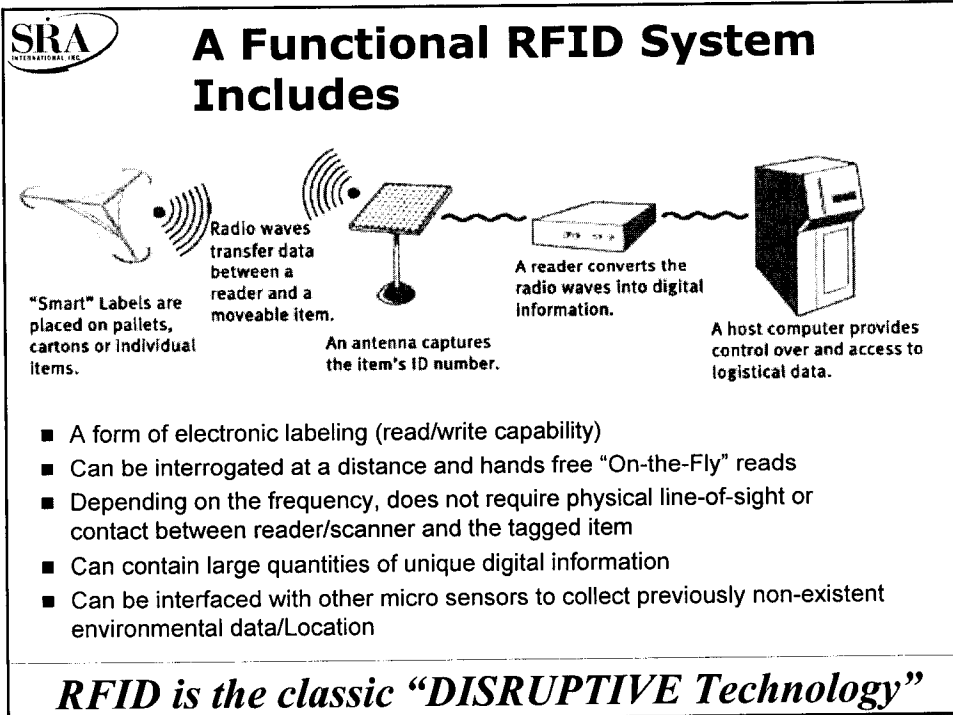 SRA
INTERNATIONAL, INC.
A Functional RFID System
Includes
Radio waves
transfer data
between a
reader and a
moveable item.
"Smart" Labels are
placed on pallets,
cartons or individual
items.
An antenna captures
the item's ID number.
A reader converts the
radio waves into digital
information.
A host computer provides
control over and access to
logistical data.
■ A form of electronic labeling (read/write capability)
■ Can be interrogated at a distance and hands free “On-the-Fly” reads
■ Depending on the frequency, does not require physical line-of-sight or
contact between reader/scanner and the tagged item
■ Can contain large quantities of unique digital information
■ Can be interfaced with other micro sensors to collect previously non-existent
environmental data/Location
RFID is the classic “DISRUPTIVE Technology”